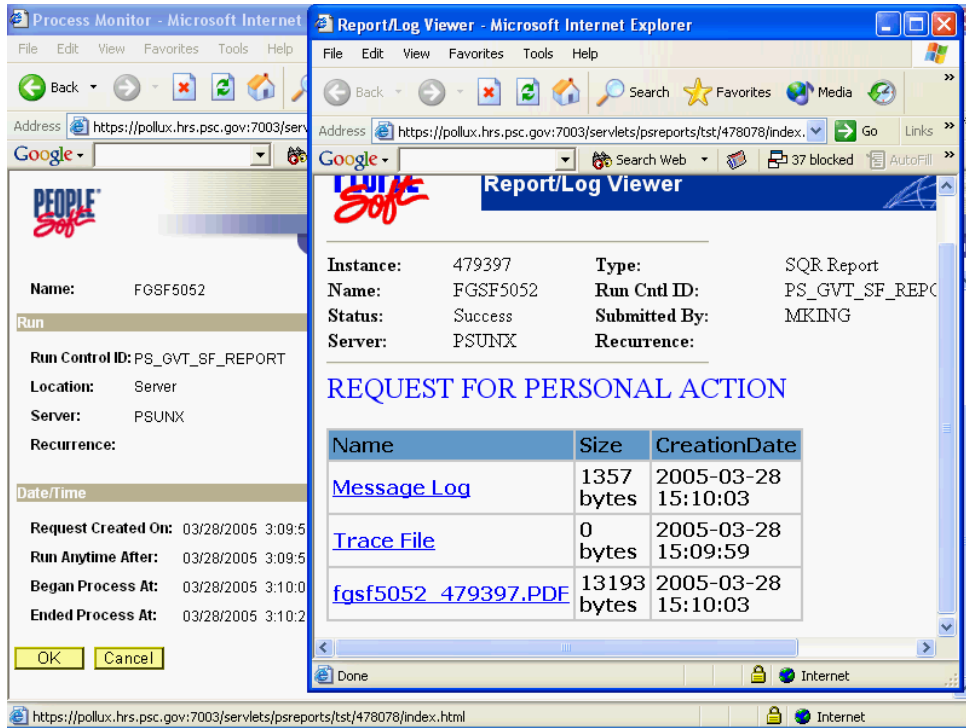 Process Monitor - Microsoft Internet
File Edit View Favorites Tools Help
Back
Address https://pollux.hrs.psc.gov:7003/serv
Google
PEOPLE
Soft
Name: FGSF5052
Run
Run Control ID: PS_GVT_SF_REPORT
Location: Server
Server: PSUNX
Recurrence:
Date/Time
Request Created On: 03/28/2005 3:09:5
Run Anytime After: 03/28/2005 3:09:5
Began Process At: 03/28/2005 3:10:0
Ended Process At: 03/28/2005 3:10:2
OK Cancel
https://pollux.hrs.psc.gov:7003/servlets/psreports/tst/478078/index.html
Internet
Report/Log Viewer - Microsoft Internet Explorer
File Edit View Favorites Tools Help
Back Search Favorites Media »
Address https://pollux.hrs.psc.gov:7003/servlets/psreports/tst/478078/index. Go Links »
Google Search Web 37 blocked AutoFill »
PEOPLE
Soft
Report/Log Viewer
Instance: 479397 Type: SQR Report
Name: FGSF5052 Run Cntl ID: PS_GVT_SF_REPO
Status: Success Submitted By: MKING
Server: PSUNX Recurrence:
REQUEST FOR PERSONAL ACTION
Name Size CreationDate
Message Log 1357 bytes 2005-03-28 15:10:03
Trace File 0 bytes 2005-03-28 15:09:59
fgsf5052_479397.PDF 13193 bytes 2005-03-28 15:10:03
Done
Internet